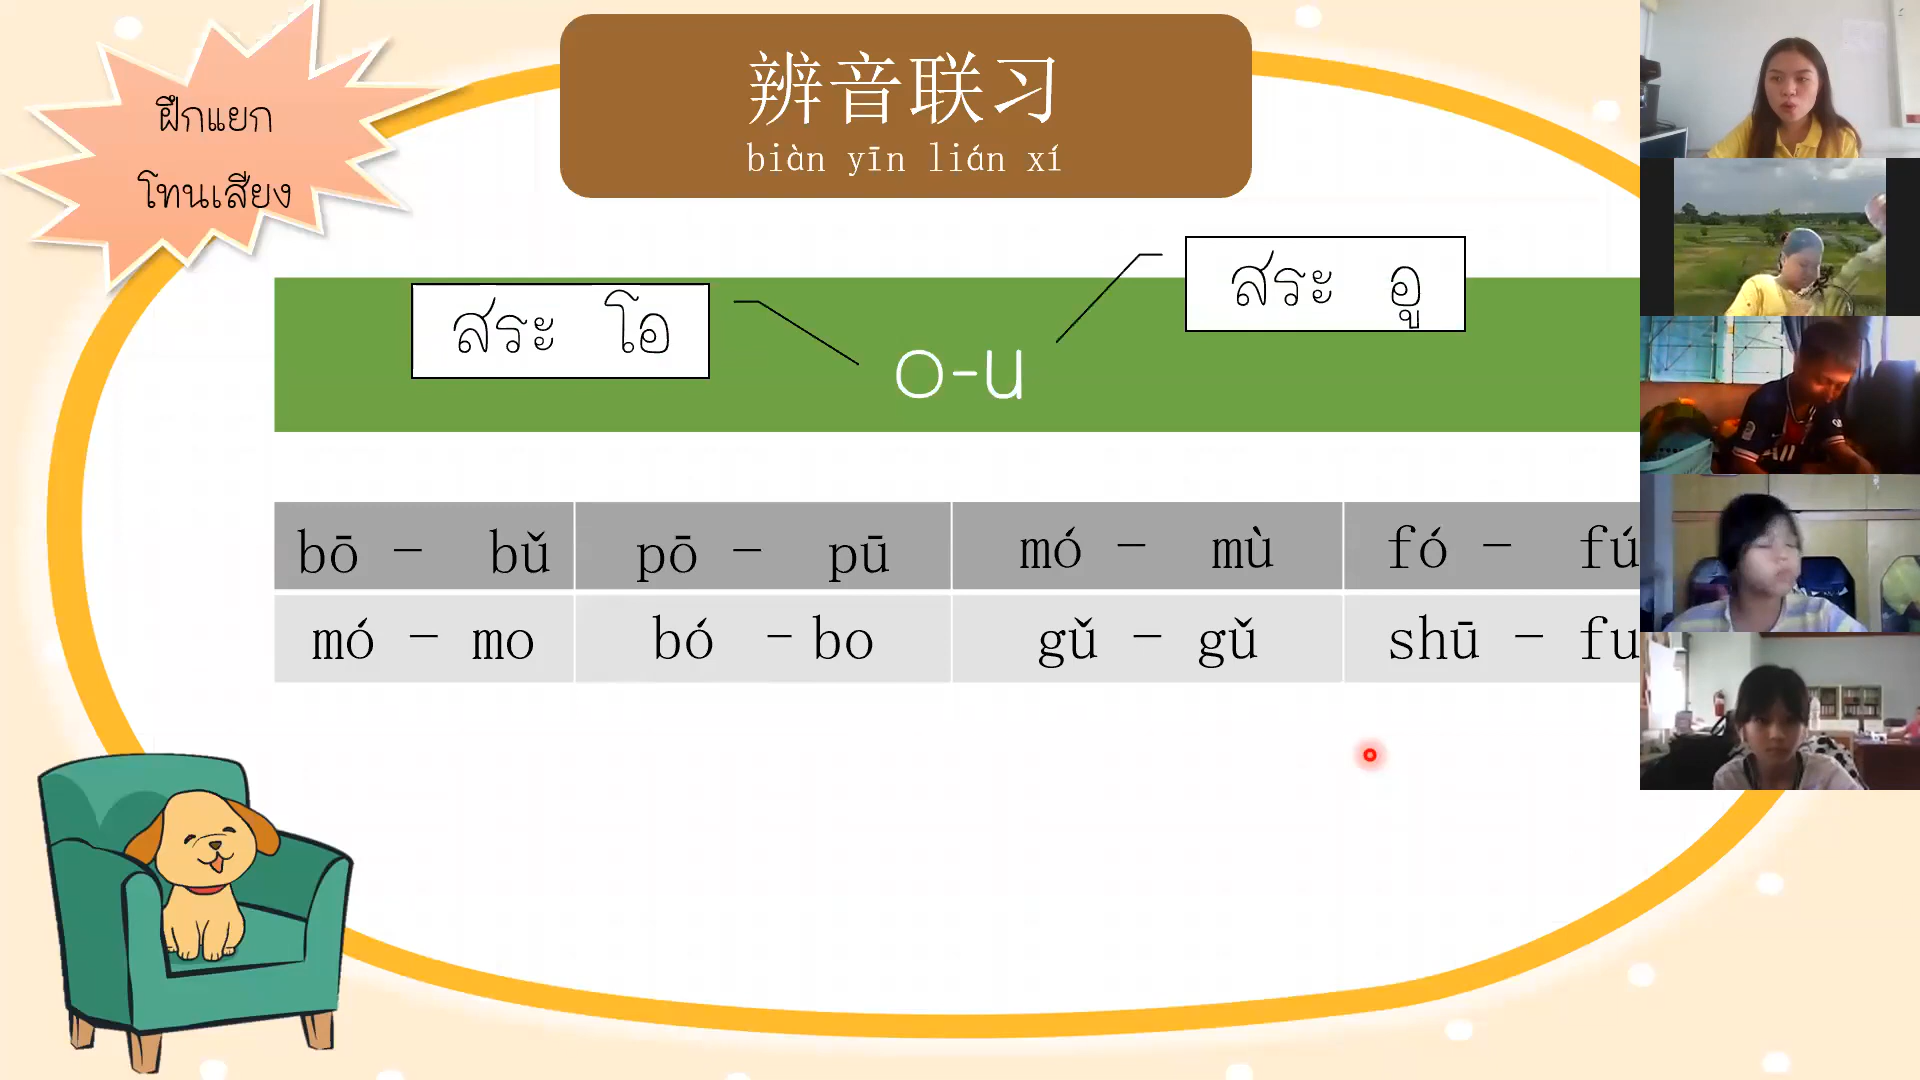 ฝึกแยก
โทนเสียง
辨音联习
biàn yīn lián xí
สระ โอ
สระ อู
o-u
bō - bǔ pō - pū mó - mù fó - fú
mó - mo bó - bo gǔ - gǔ shū - fu